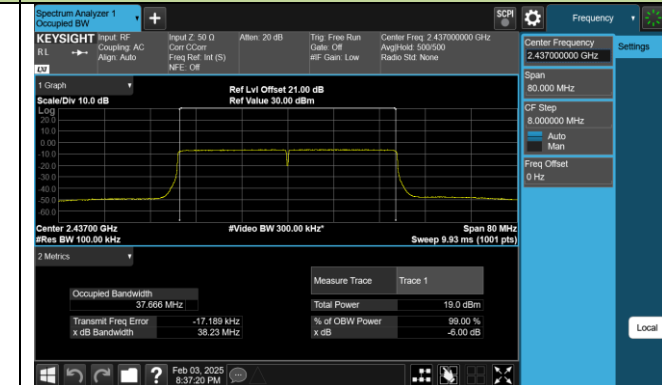 Spectrum Analyzer 1
Occupied BW
+
SCPI
Frequency
KEYSIGHT
R L
LXI
Input: RF
Coupling: AC
Align: Auto
Input Z: 50 Ω
Corr CCorr
Freq Ref: Int (S)
NFE: Off
Atten: 20 dB
Trig: Free Run
Gate: Off
#IF Gain: Low
Center Freq: 2.437000000 GHz
Avg|Hold: 500/500
Radio Std: None
Center Frequency
2.437000000 GHz
Settings
Span
80.000 MHz
CF Step
8.000000 MHz
Auto
Man
Freq Offset
0 Hz
1 Graph
Scale/Div 10.0 dB
Ref Lvl Offset 21.00 dB
Ref Value 30.00 dBm
Log
20.0
10.0
0.00
-10.0
-20.0
-30.0
-40.0
-50.0
-60.0
Center 2.43700 GHz
#Res BW 100.00 kHz
#Video BW 300.00 kHz*
Span 80 MHz
Sweep 9.93 ms (1001 pts)
2 Metrics
Measure Trace Trace 1
Occupied Bandwidth
37.666 MHz
Total Power 19.0 dBm
Transmit Freq Error -17.189 kHz
% of OBW Power 99.00 %
x dB Bandwidth 38.23 MHz
x dB -6.00 dB
Local
?
Feb 03, 2025
8:37:20 PM